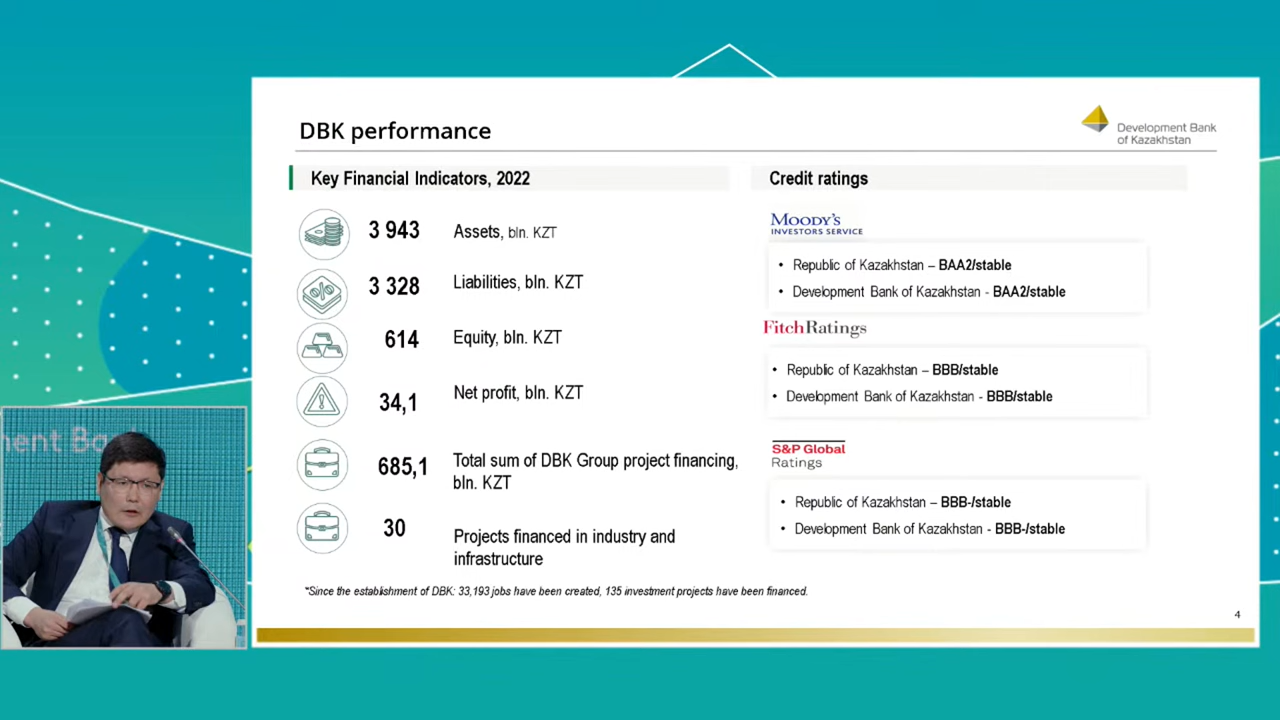 DBK performance
Development Bank
of Kazakhstan
Key Financial Indicators, 2022
3 943 Assets, bln. KZT
3 328 Liabilities, bln. KZT
614 Equity, bln. KZT
34,1 Net profit, bln. KZT
685,1 Total sum of DBK Group project financing,
bln. KZT
30 Projects financed in industry and
infrastructure
Credit ratings
MOODY'S
INVESTORS SERVICE
• Republic of Kazakhstan – BAA2/stable
• Development Bank of Kazakhstan - BAA2/stable
FitchRatings
• Republic of Kazakhstan – BBB/stable
• Development Bank of Kazakhstan - BBB/stable
S&P Global
Ratings
• Republic of Kazakhstan – BBB-/stable
• Development Bank of Kazakhstan - BBB-/stable
*Since the establishment of DBK: 33,193 jobs have been created, 135 investment projects have been financed.
4